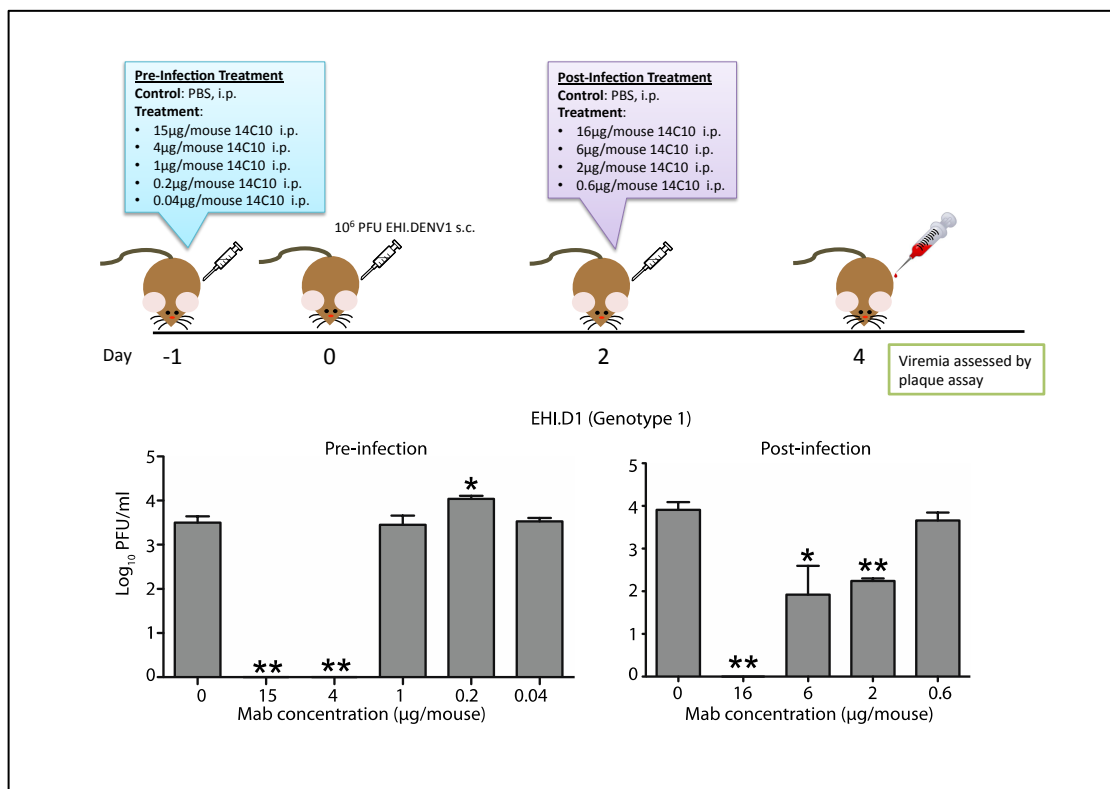 Pre-Infection Treatment
Control: PBS, i.p.
Treatment:
• 15µg/mouse 14C10 i.p.
• 4µg/mouse 14C10 i.p.
• 1µg/mouse 14C10 i.p.
• 0.2µg/mouse 14C10 i.p.
• 0.04µg/mouse 14C10 i.p.
Post-Infection Treatment
Control: PBS, i.p.
Treatment:
• 16µg/mouse 14C10 i.p.
• 6µg/mouse 14C10 i.p.
• 2µg/mouse 14C10 i.p.
• 0.6µg/mouse 14C10 i.p.
10⁶ PFU EHI.DENV1 s.c.
Day -1 0 2 4
Viremia assessed by
plaque assay
EHI.D1 (Genotype 1)
Pre-infection
Log₁₀ PFU/ml
5
4
3
2
1
0
*
** **
0 15 4 1 0.2 0.04
Mab concentration (µg/mouse)
Post-infection
5
4
3
2
1
0
* **
**
0 16 6 2 0.6
Mab concentration (µg/mouse)